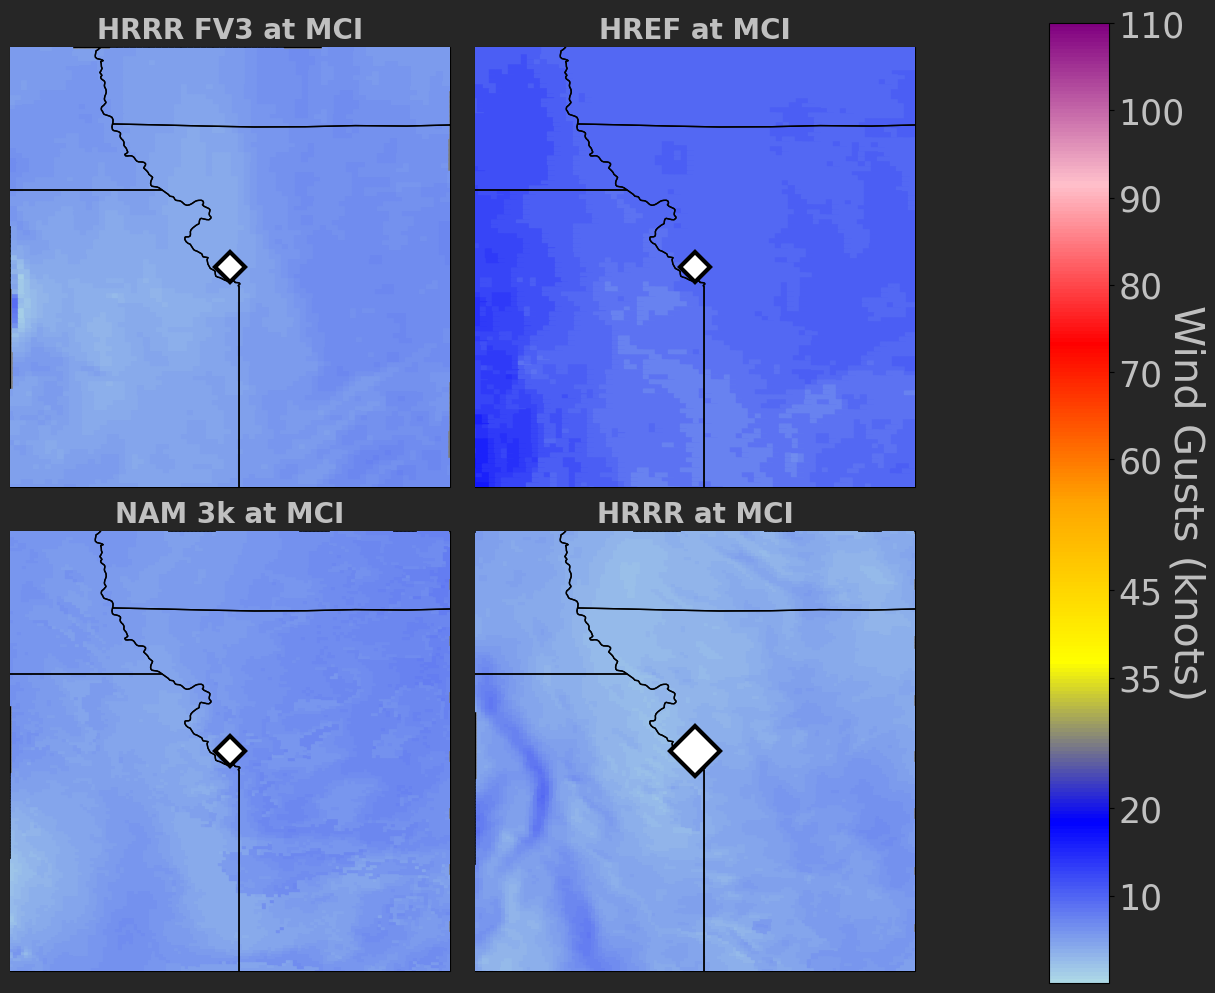 HRRR FV3 at MCI
HREF at MCI
NAM 3k at MCI
HRRR at MCI
110
100
90
80
70
60
45
35
20
10
Wind Gusts (knots)